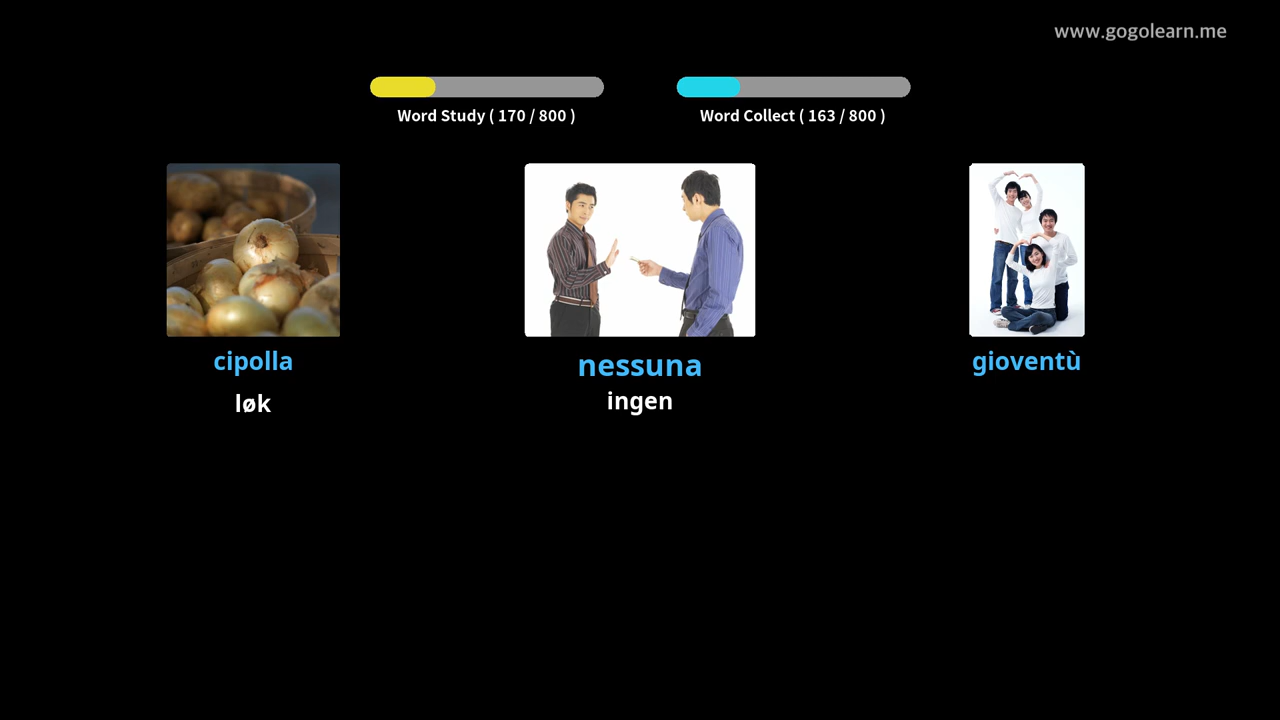 www.gogolearn.me
Word Study ( 170 / 800 )
Word Collect ( 163 / 800 )
cipolla
nessuna
gioventù
løk
ingen